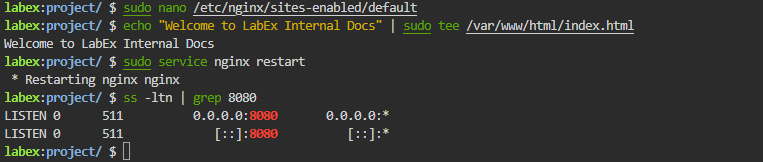 labex:project/ $ sudo nano /etc/nginx/sites-enabled/default
labex:project/ $ echo "Welcome to LabEx Internal Docs" | sudo tee /var/www/html/index.html
Welcome to LabEx Internal Docs
labex:project/ $ sudo service nginx restart
 * Restarting nginx nginx
labex:project/ $ ss -ltn | grep 8080
LISTEN 0      511          0.0.0.0:8080       0.0.0.0:*
LISTEN 0      511             [::]:8080          [::]:*
labex:project/ $